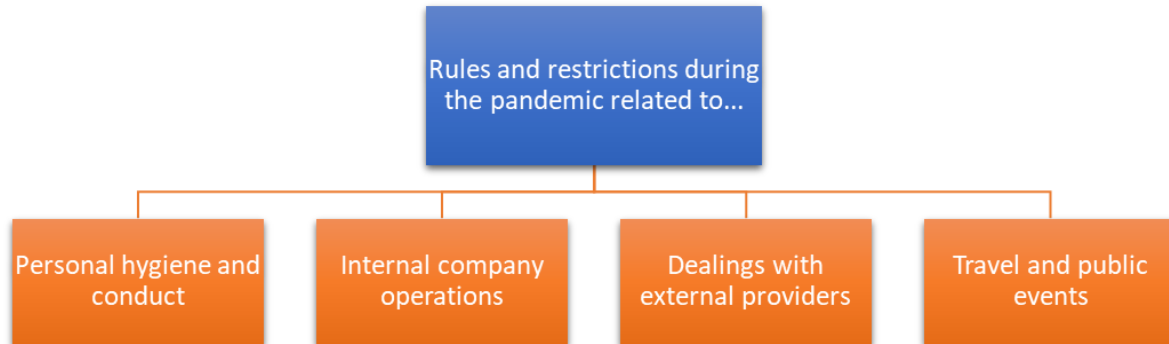 Rules and restrictions during
the pandemic related to...
Personal hygiene and
conduct
Internal company
operations
Dealings with
external providers
Travel and public
events